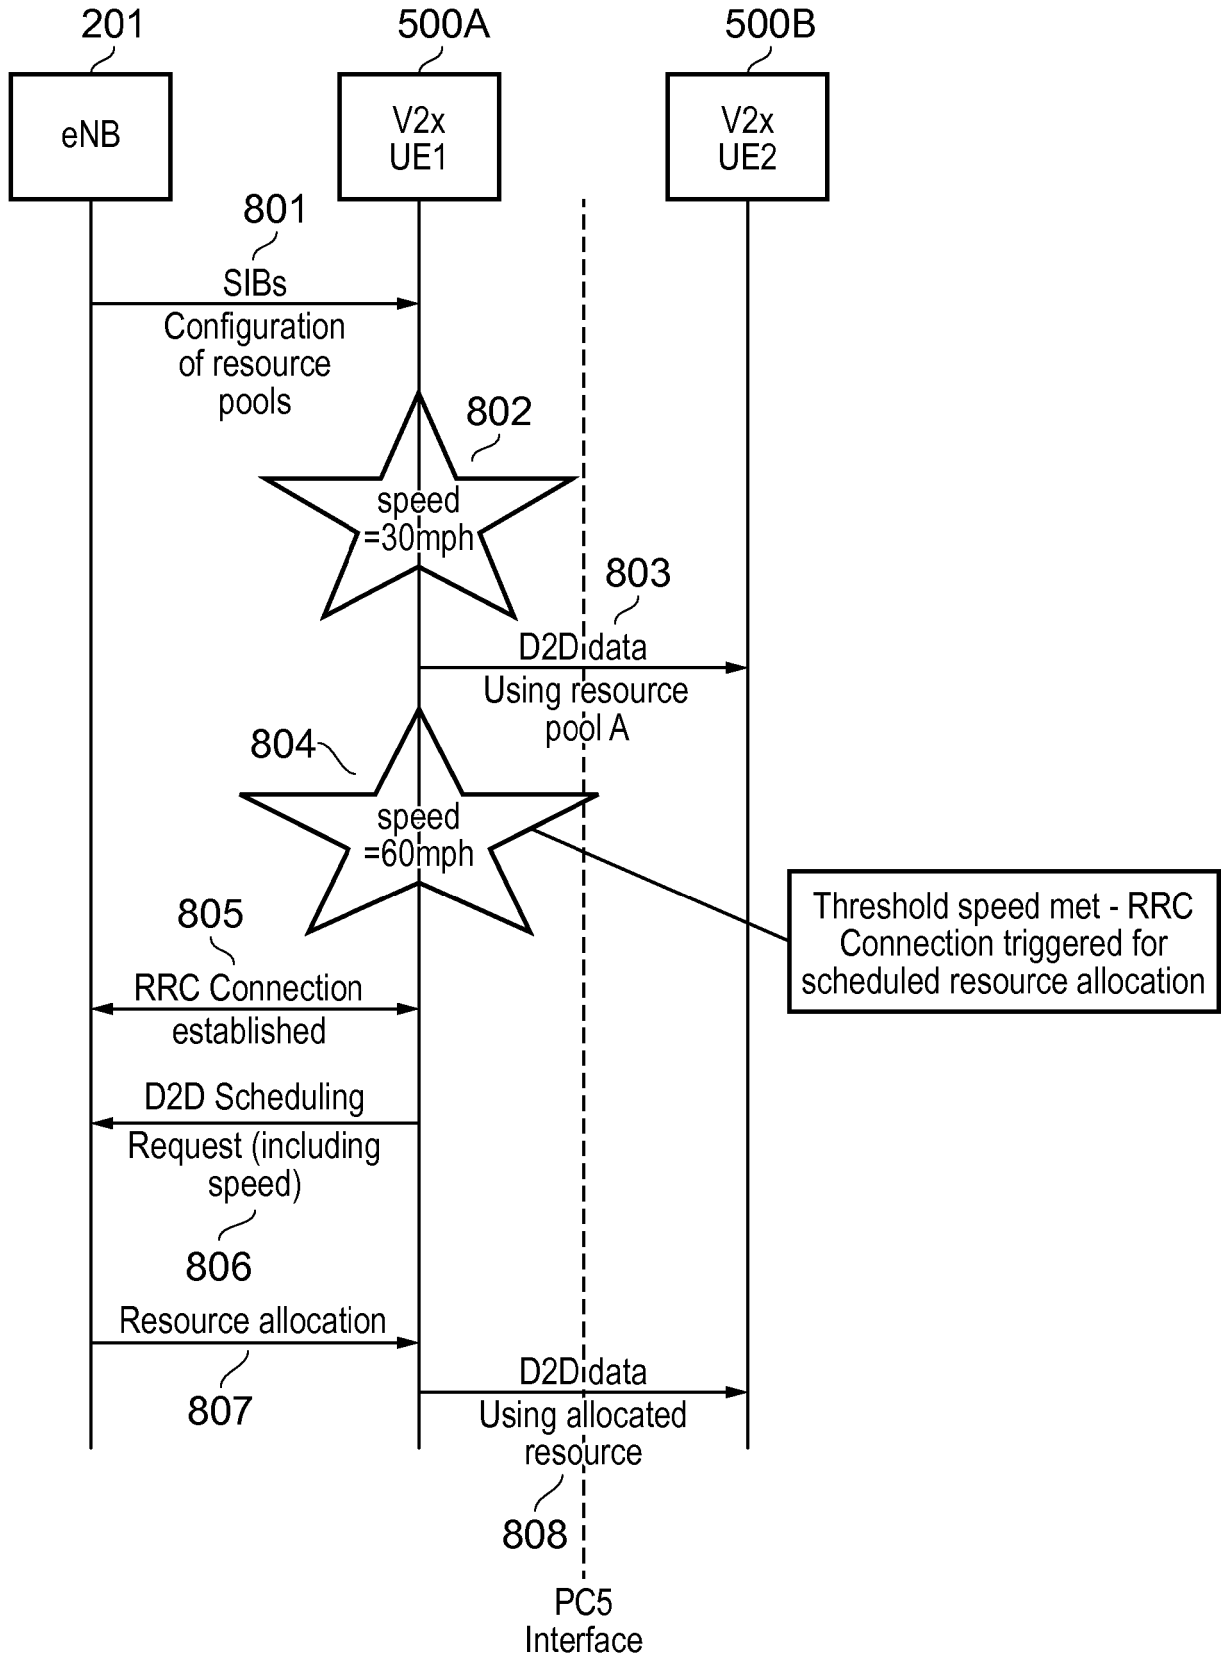 201
500A
500B
eNB
V2x
UE1
V2x
UE2
801
SIBs
Configuration
of resource
pools
802
speed
=30mph
803
D2D data
Using resource
pool A
804
speed
=60mph
Threshold speed met - RRC
Connection triggered for
scheduled resource allocation
805
RRC Connection
established
D2D Scheduling
Request (including
speed)
806
Resource allocation
807
D2D data
Using allocated
resource
808
PC5
Interface